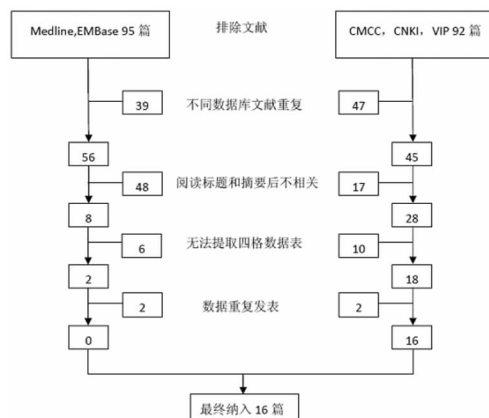 Medline,EMBase 95 篇
排除文献
CMCC，CNKI，VIP 92 篇
39
不同数据库文献重复
47
56
45
48
阅读标题和摘要后不相关
17
8
28
6
无法提取四格数据表
10
2
18
2
数据重复发表
2
0
16
最终纳入 16 篇